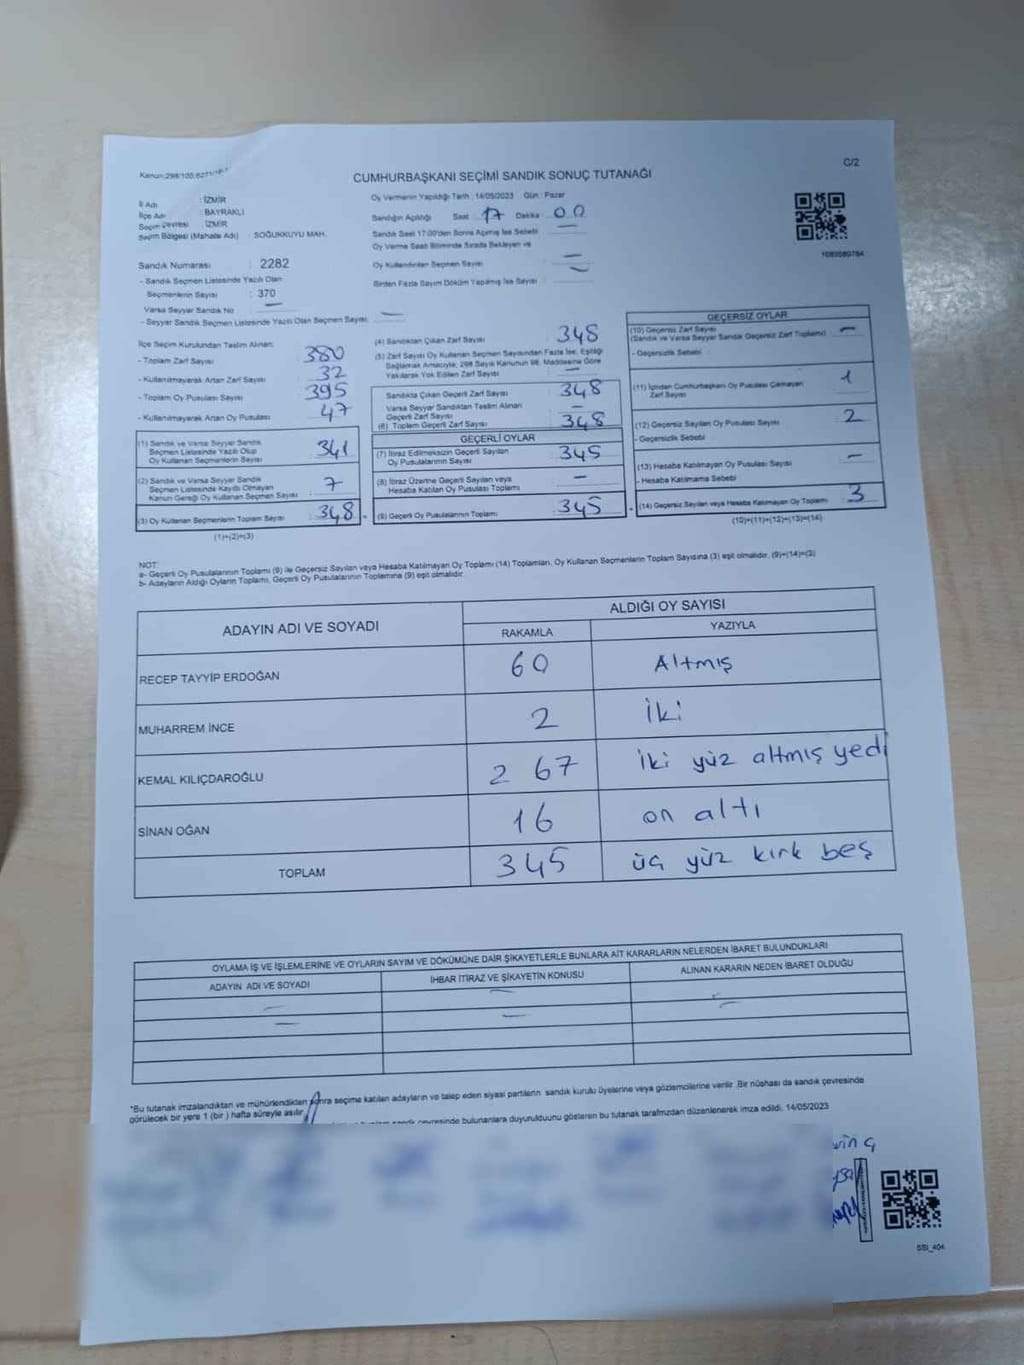 C/2
CUMHURBAŞKANI SEÇİMİ SANDIK SONUÇ TUTANAĞI
İl Adı : İZMİR
İlçe Adı : BAYRAKLI
Seçim Çevresi : İZMİR
Seçim Bölgesi (Mahalle Adı) : SOĞUKKUYU MAH.
Sandık Numarası : 2282
- Sandık Seçmen Listesinde Yazılı Olan
Seçmenlerin Sayısı : 370
Varsa Seyyar Sandık No —
- Seyyar Sandık Seçmen Listesinde Yazılı Olan Seçmen Sayısı —
Oy Vermenin Yapıldığı Tarih : 14/05/2023 Gün : Pazar
Sandığın Açıldığı Saat : 17 Dakika : 00
Sandık Saat 17:00'den Sonra Açılmış İse Sebebi —
Oy Verme Saati Bitiminde Sırada Bekleyen ve
Oy Kullandırılan Seçmen Sayısı —
Birden Fazla Sayım Döküm Yapılmış İse Sayısı —
İlçe Seçim Kurulundan Teslim Alınan:
- Toplam Zarf Sayısı : 380
- Kullanılmayarak Artan Zarf Sayısı : 32
- Toplam Oy Pusulası Sayısı : 395
- Kullanılmayarak Artan Oy Pusulası : 47
(1) Sandık ve Varsa Seyyar Sandık
Seçmen Listesinde Yazılı Olup
Oy Kullanan Seçmenlerin Sayısı : 341
(2) Sandık ve Varsa Seyyar Sandık
Seçmen Listesinde Kayıtlı Olmayan
Kanun Gereği Oy Kullanan Seçmen Sayısı : 7
(3) Oy Kullanan Seçmenlerin Toplam Sayısı : 348
(1)+(2)=(3)
(4) Sandıktan Çıkan Zarf Sayısı : 348
(5) Zarf Sayısı Oy Kullanan Seçmen Sayısından Fazla İse, Eşitliği
Sağlamak Amacıyla, 298 Sayılı Kanunun 98. Maddesine Göre
Yakılarak Yok Edilen Zarf Sayısı : —
Sandıkta Çıkan Geçerli Zarf Sayısı : 348
Varsa Seyyar Sandıktan Teslim Alınan
Geçerli Zarf Sayısı : —
(6) Toplam Geçerli Zarf Sayısı : 348
GEÇERLİ OYLAR
(7) İtiraz Edilmeksizin Geçerli Sayılan
Oy Pusulalarının Sayısı : 345
(8) İtiraz Üzerine Geçerli Sayılan veya
Hesaba Katılan Oy Pusulası Toplamı : —
(9) Geçerli Oy Pusulalarının Toplamı : 345
1083580784
GEÇERSİZ OYLAR
(10) Geçersiz Zarf Sayısı
(Sandık ve Varsa Seyyar Sandık Geçersiz Zarf Toplamı) : —
- Geçersizlik Sebebi
(11) İçinden Cumhurbaşkanı Oy Pusulası Çıkmayan
Zarf Sayısı : 1
(12) Geçersiz Sayılan Oy Pusulası Sayısı : 2
- Geçersizlik Sebebi
(13) Hesaba Katılmayan Oy Pusulası Sayısı : —
- Hesaba Katılmama Sebebi
(14) Geçersiz Sayılan veya Hesaba Katılmayan Oy Toplamı : 3
(10)+(11)+(12)+(13)=(14)
NOT:
a- Geçerli Oy Pusulalarının Toplamı (9) ile Geçersiz Sayılan veya Hesaba Katılmayan Oy Toplamı (14) Toplamları, Oy Kullanan Seçmenlerin Toplam Sayısına (3) eşit olmalıdır. (9)+(14)=(3)
b- Adayların Aldığı Oyların Toplamı, Geçerli Oy Pusulalarının Toplamına (9) eşit olmalıdır.
ADAYIN ADI VE SOYADI ALDIĞI OY SAYISI
RAKAMLA YAZIYLA
RECEP TAYYİP ERDOĞAN 60 Altmış
MUHARREM İNCE 2 İki
KEMAL KILIÇDAROĞLU 267 iki yüz altmış yedi
SİNAN OĞAN 16 on altı
TOPLAM 345 üç yüz kırk beş
OYLAMA İŞ VE İŞLEMLERİNE VE OYLARIN SAYIM VE DÖKÜMÜNE DAİR ŞİKAYETLERLE BUNLARA AİT KARARLARIN NELERDEN İBARET BULUNDUKLARI
ADAYIN ADI VE SOYADI İHBAR İTİRAZ VE ŞİKAYETİN KONUSU ALINAN KARARIN NEDEN İBARET OLDUĞU
*Bu tutanak imzalandıktan ve mühürlendikten sonra seçime katılan adayların ve talep eden siyasi partilerin sandık kurulu üyelerine veya gözlemcilerine verilir. Bir nüshası da sandık çevresinde
görülecek bir yere 1 (bir) hafta süreyle asılır.
sandık çevresinde bulunanlara duyurulduunu gösteren bu tutanak tarafımızdan düzenlenerek imza edildi. 14/05/2023
SSI_404